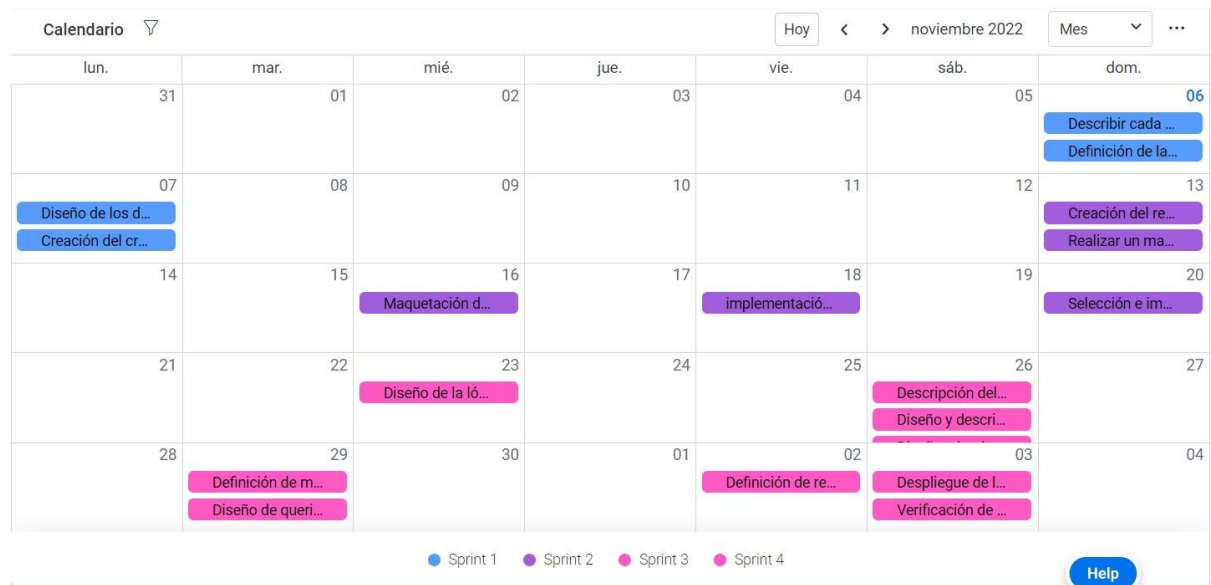 Calendario
Hoy < > noviembre 2022 Mes ...
lun. mar. mié. jue. vie. sáb. dom.
31 01 02 03 04 05 06
Describir cada ...
Definición de la...
07 08 09 10 11 12 13
Diseño de los d... Creación del re...
Creación del cr... Realizar un ma...
14 15 16 17 18 19 20
Maquetación d... implementació... Selección e im...
21 22 23 24 25 26 27
Diseño de la ló... Descripción del...
Diseño y descri...
28 29 30 01 02 03 04
Definición de m... Definición de re... Despliegue de l...
Diseño de queri... Verificación de ...
Sprint 1 Sprint 2 Sprint 3 Sprint 4
Help